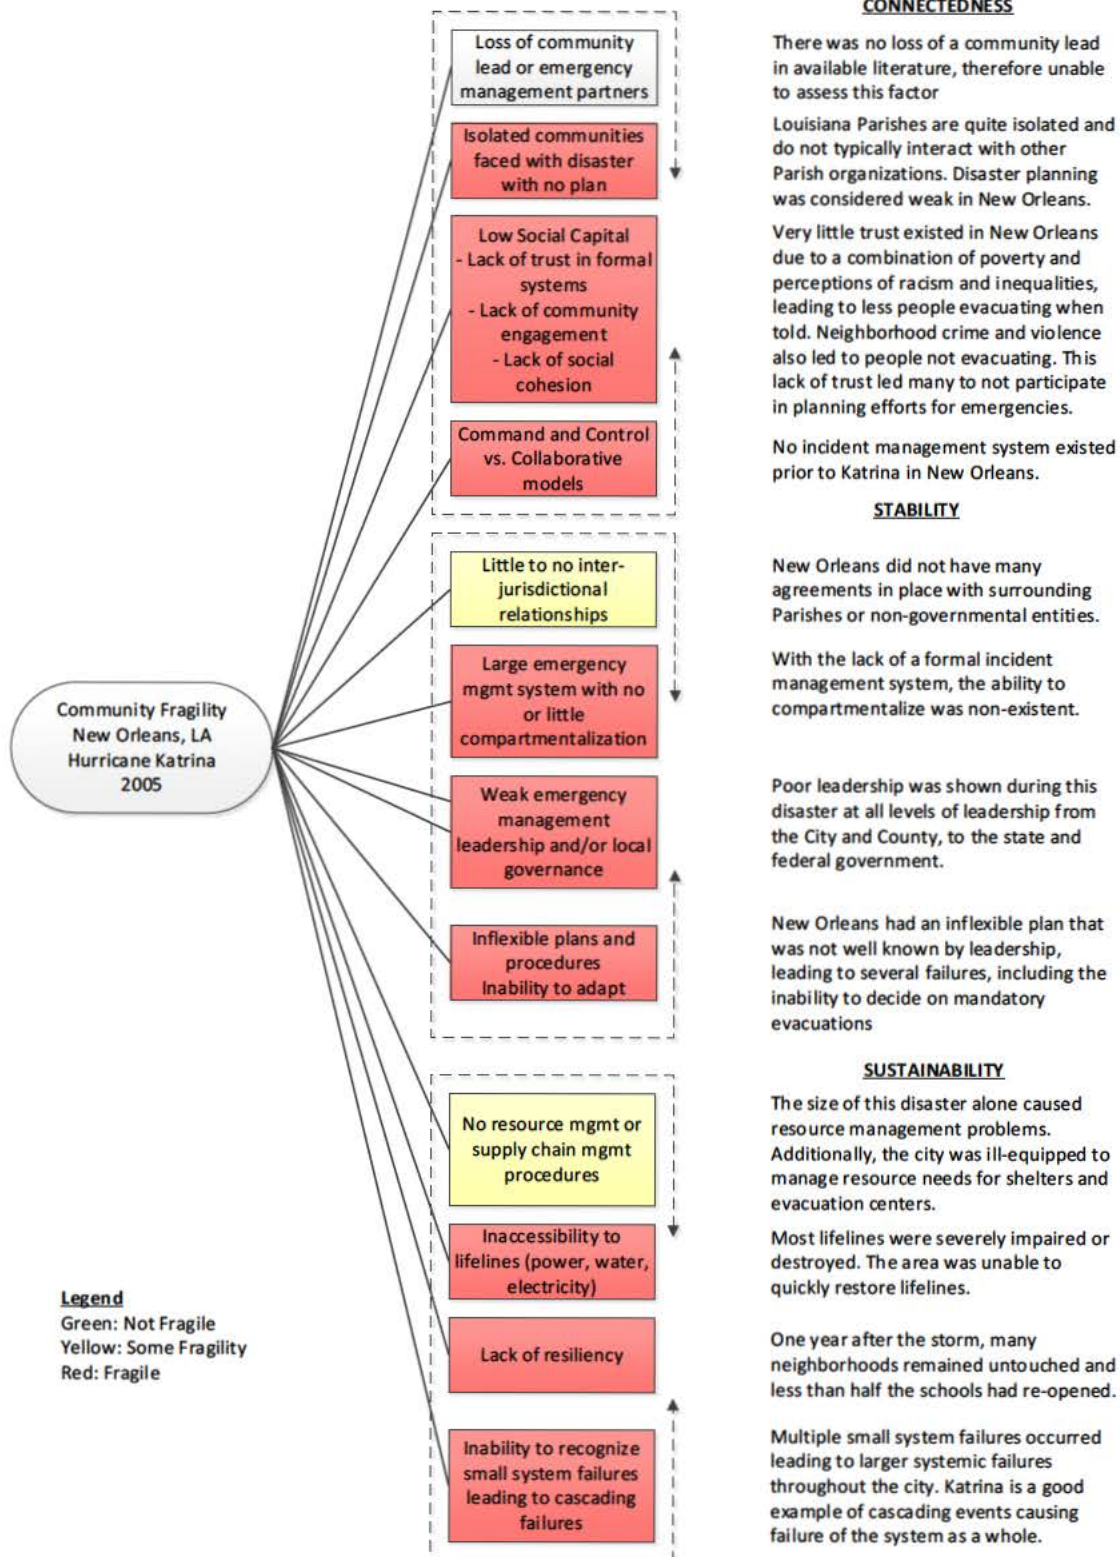 CONNECTEDNESS
Loss of community
lead or emergency
management partners
There was no loss of a community lead
in available literature, therefore unable
to assess this factor
Isolated communities
faced with disaster
with no plan
Louisiana Parishes are quite isolated and
do not typically interact with other
Parish organizations. Disaster planning
was considered weak in New Orleans.
Low Social Capital
- Lack of trust in formal
systems
- Lack of community
engagement
- Lack of social
cohesion
Very little trust existed in New Orleans
due to a combination of poverty and
perceptions of racism and inequalities,
leading to less people evacuating when
told. Neighborhood crime and violence
also led to people not evacuating. This
lack of trust led many to not participate
in planning efforts for emergencies.
Command and Control
vs. Collaborative
models
No incident management system existed
prior to Katrina in New Orleans.
STABILITY
Little to no inter-
jurisdictional
relationships
New Orleans did not have many
agreements in place with surrounding
Parishes or non-governmental entities.
Large emergency
mgmt system with no
or little
compartmentalization
With the lack of a formal incident
management system, the ability to
compartmentalize was non-existent.
Community Fragility
New Orleans, LA
Hurricane Katrina
2005
Weak emergency
management
leadership and/or local
governance
Poor leadership was shown during this
disaster at all levels of leadership from
the City and County, to the state and
federal government.
Inflexible plans and
procedures
Inability to adapt
New Orleans had an inflexible plan that
was not well known by leadership,
leading to several failures, including the
inability to decide on mandatory
evacuations
SUSTAINABILITY
No resource mgmt or
supply chain mgmt
procedures
The size of this disaster alone caused
resource management problems.
Additionally, the city was ill-equipped to
manage resource needs for shelters and
evacuation centers.
Inaccessibility to
lifelines (power, water,
electricity)
Most lifelines were severely impaired or
destroyed. The area was unable to
quickly restore lifelines.
Legend
Green: Not Fragile
Yellow: Some Fragility
Red: Fragile
Lack of resiliency
One year after the storm, many
neighborhoods remained untouched and
less than half the schools had re-opened.
Inability to recognize
small system failures
leading to cascading
failures
Multiple small system failures occurred
leading to larger systemic failures
throughout the city. Katrina is a good
example of cascading events causing
failure of the system as a whole.